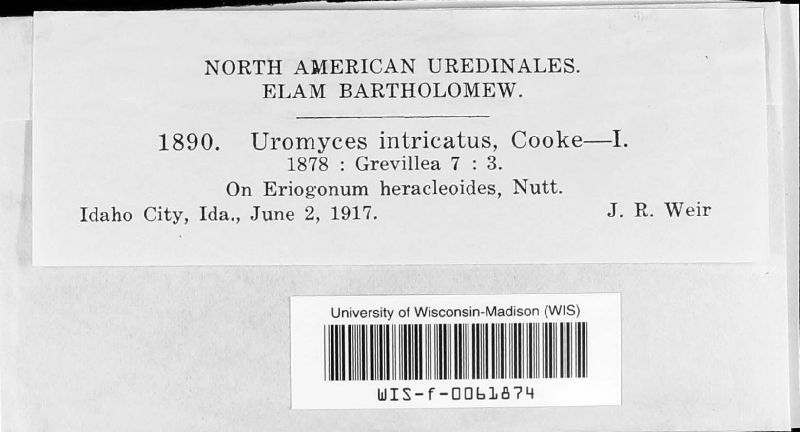 NORTH AMERICAN UREDINALES.
ELAM BARTHOLOMEW.
1890. Uromyces intricatus, Cooke—I.
1878 : Grevillea 7 : 3.
On Eriogonum heracleoides, Nutt.
Idaho City, Ida., June 2, 1917. J. R. Weir
University of Wisconsin-Madison (WIS)
WIS-f-0061874